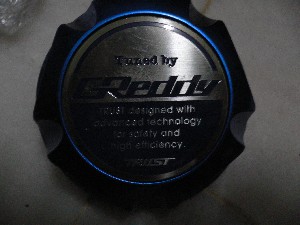 Tuned by
GReddy
TRUST designed with
advanced technology
for safety and
high efficiency.
TRUST